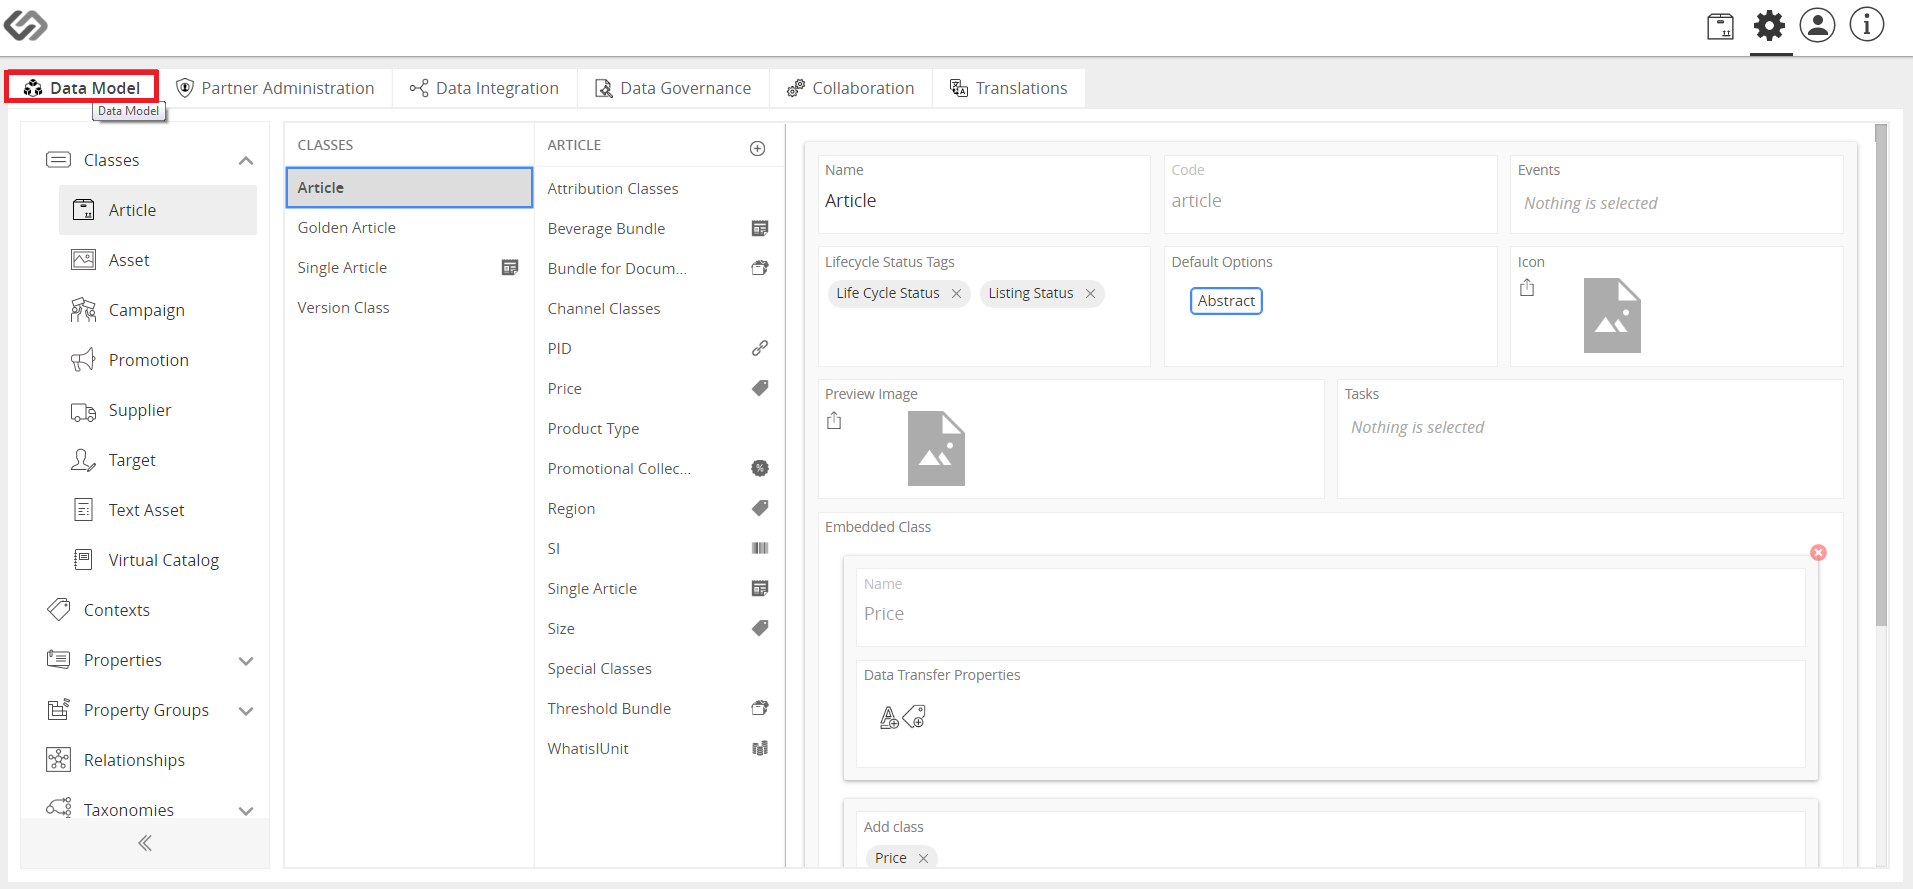 Data Model
Partner Administration
Data Integration
Data Governance
Collaboration
Translations
Data Model
Classes
Article
Asset
Campaign
Promotion
Supplier
Target
Text Asset
Virtual Catalog
Contexts
Properties
Property Groups
Relationships
Taxonomies
CLASSES
Article
Golden Article
Single Article
Version Class
ARTICLE
Attribution Classes
Beverage Bundle
Bundle for Docum...
Channel Classes
PID
Price
Product Type
Promotional Collec...
Region
SI
Single Article
Size
Special Classes
Threshold Bundle
WhatisIUnit
Name
Article
Code
article
Events
Nothing is selected
Lifecycle Status Tags
Life Cycle Status
Listing Status
Default Options
Abstract
Icon
Preview Image
Tasks
Nothing is selected
Embedded Class
Name
Price
Data Transfer Properties
Add class
Price